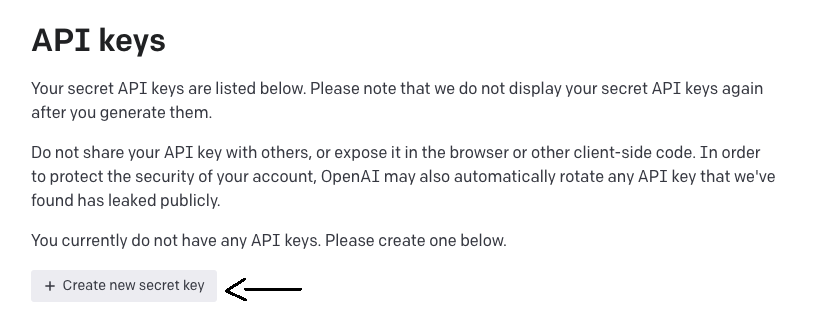 API keys
Your secret API keys are listed below. Please note that we do not display your secret API keys again
after you generate them.
Do not share your API key with others, or expose it in the browser or other client-side code. In order
to protect the security of your account, OpenAI may also automatically rotate any API key that we've
found has leaked publicly.
You currently do not have any API keys. Please create one below.
+ Create new secret key